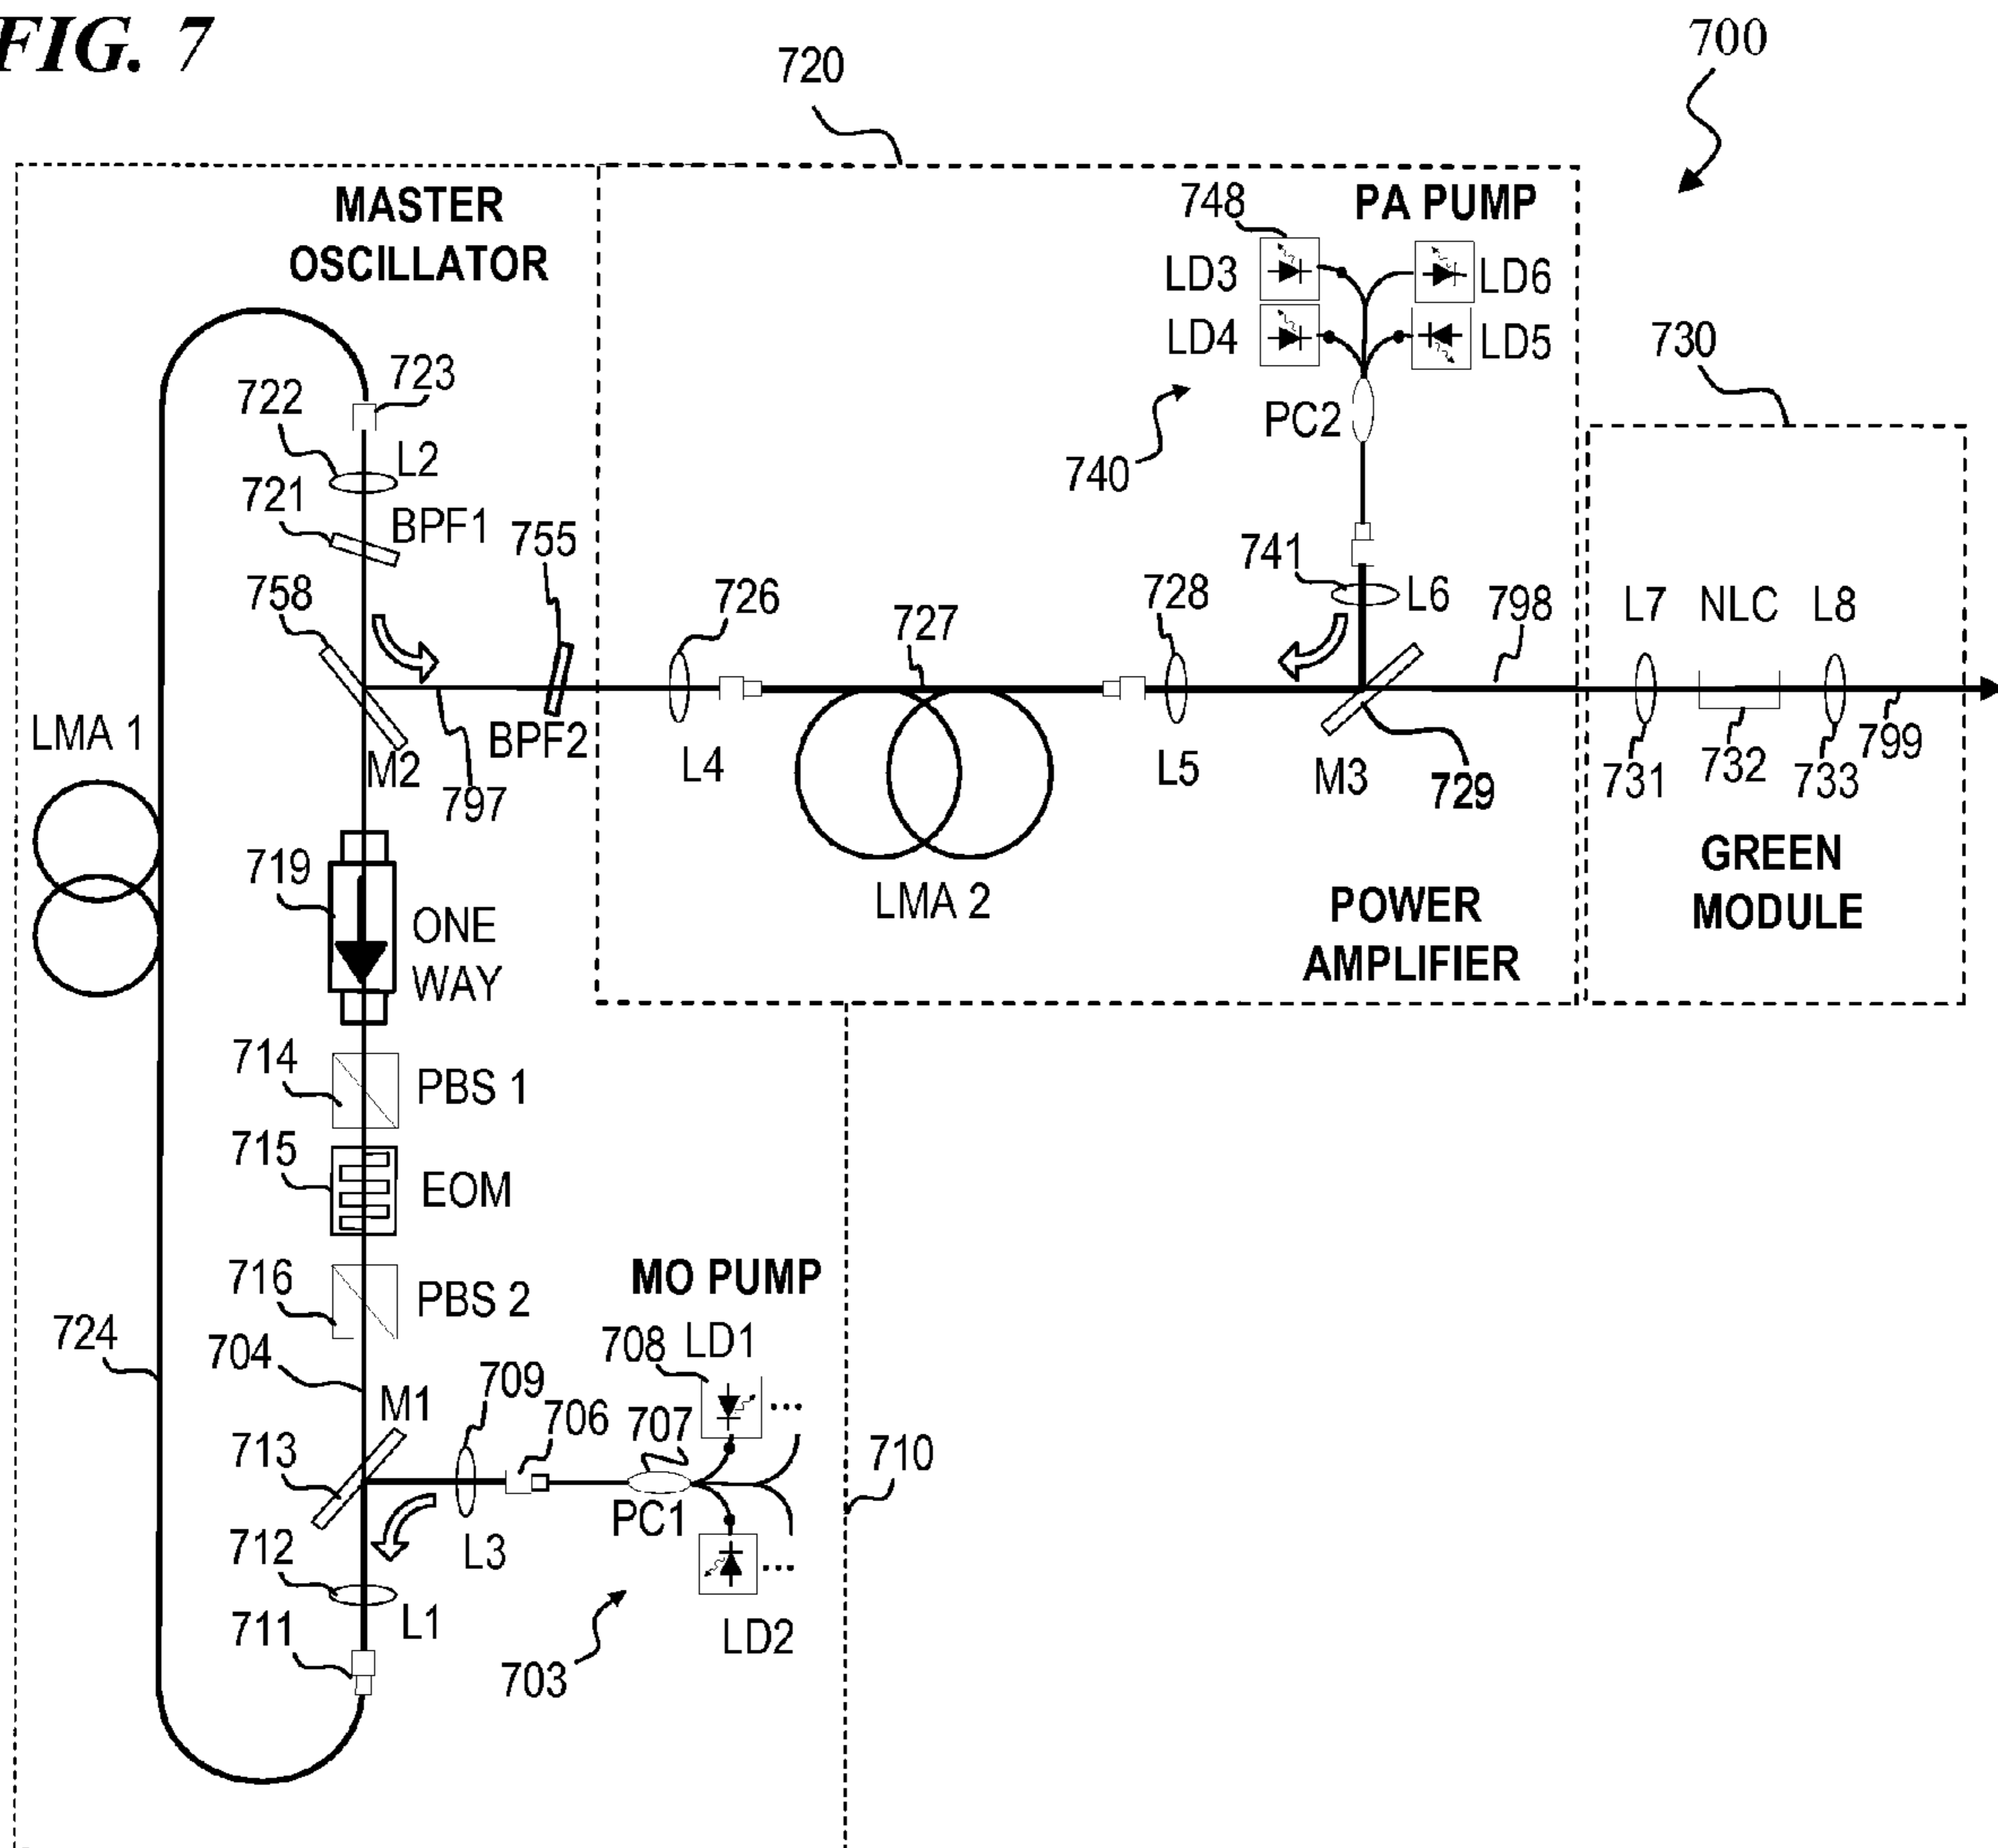 FIG. 7
700
720
MASTER
OSCILLATOR
748
PA PUMP
LD3
LD6
LD4
LD5
730
723
722
L2
PC2
740
721
BPF1
755
741
L6
758
726
727
728
798
L7
NLC
L8
LMA 1
M2
797
BPF2
L4
L5
M3
729
731
732
733
799
719
ONE
WAY
LMA 2
POWER
AMPLIFIER
GREEN
MODULE
714
PBS 1
715
EOM
716
PBS 2
MO PUMP
724
704
708
LD1
M1
709
706
707
713
710
PC1
L3
712
L1
711
LD2
703
...
...